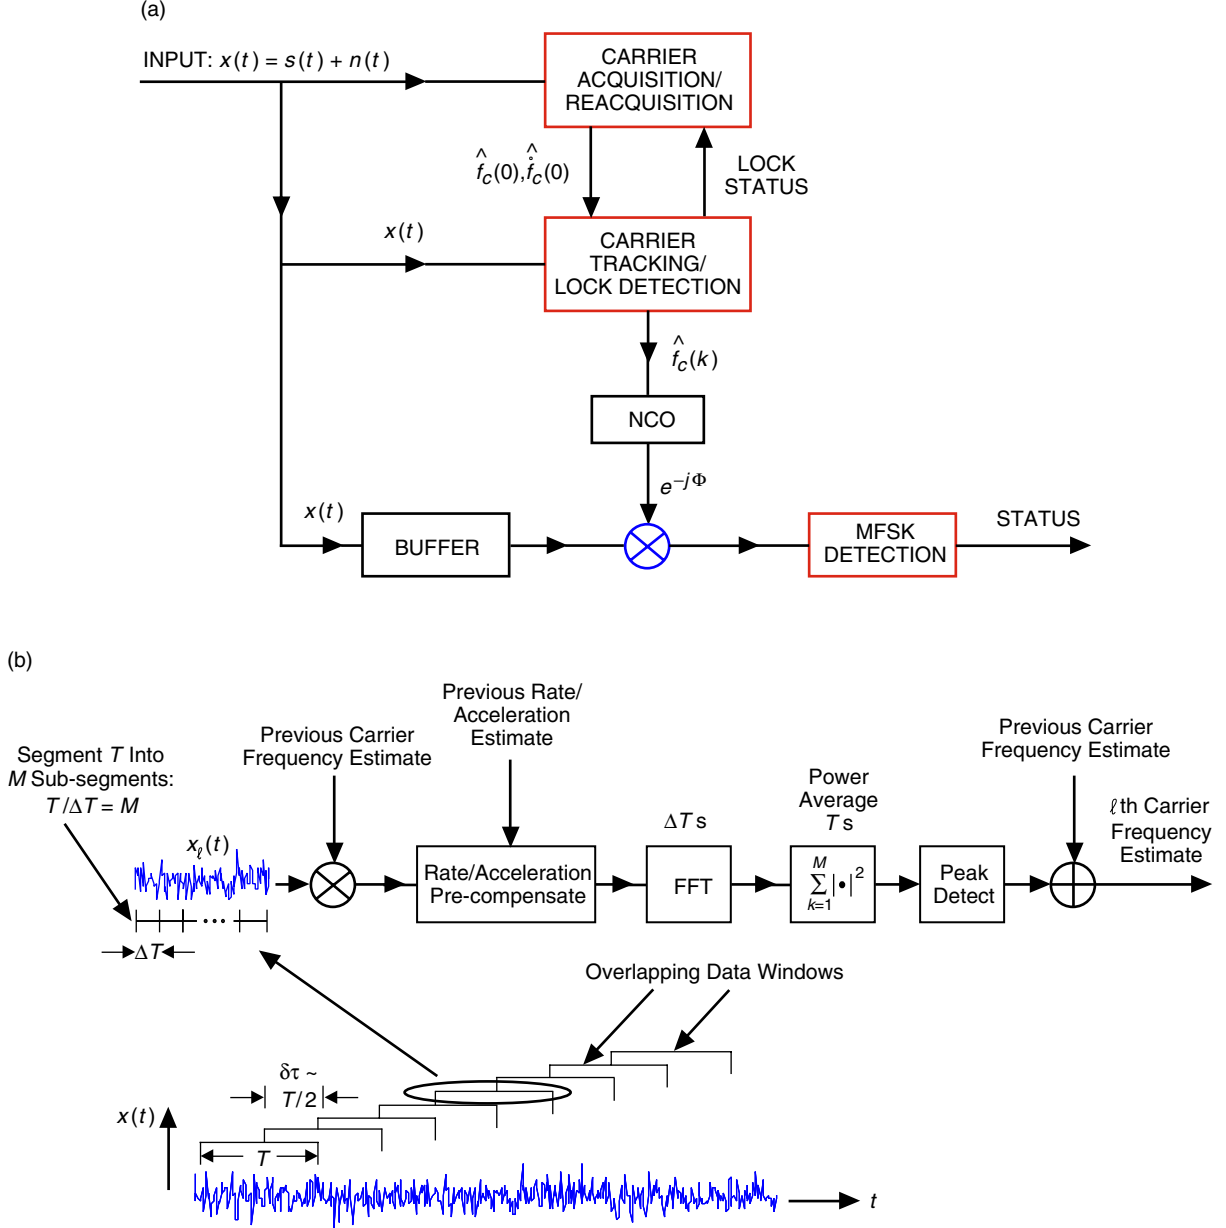 (a)
INPUT: x(t) = s(t) + n(t)
CARRIER
ACQUISITION/
REACQUISITION
f̂c(0), f̂̊c(0)
LOCK
STATUS
x(t)
CARRIER
TRACKING/
LOCK DETECTION
f̂c(k)
NCO
e^{-jΦ}
x(t)
BUFFER
MFSK
DETECTION
STATUS
(b)
Segment T Into
M Sub-segments:
T/ΔT = M
xℓ(t)
ΔT
Previous Carrier
Frequency Estimate
Previous Rate/
Acceleration
Estimate
Rate/Acceleration
Pre-compensate
ΔT s
FFT
Power
Average
T s
M
∑ |•|²
k=1
Peak
Detect
Previous Carrier
Frequency Estimate
ℓth Carrier
Frequency
Estimate
Overlapping Data Windows
δτ ~
T/2
x(t)
T
t